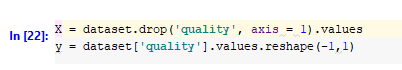 In [22]:
X = dataset.drop('quality', axis = 1).values
y = dataset['quality'].values.reshape(-1,1)